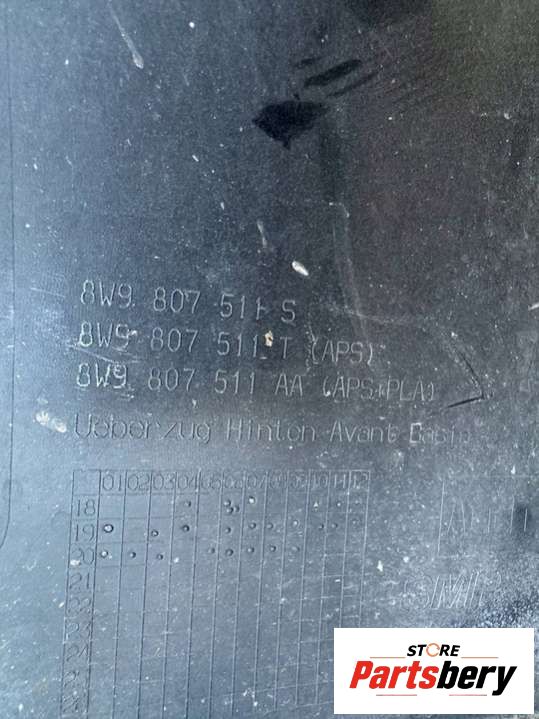 8W9 807 511 S
8W9 807 511 T (APS)
8W9 807 511 AA (APS+PLA)
Ueberzug Hinten Avant Basis
01 02 03 04 05 06 07 08 09 10 11 12
18
19
20
21
22
23
24
STORE
Partsbery